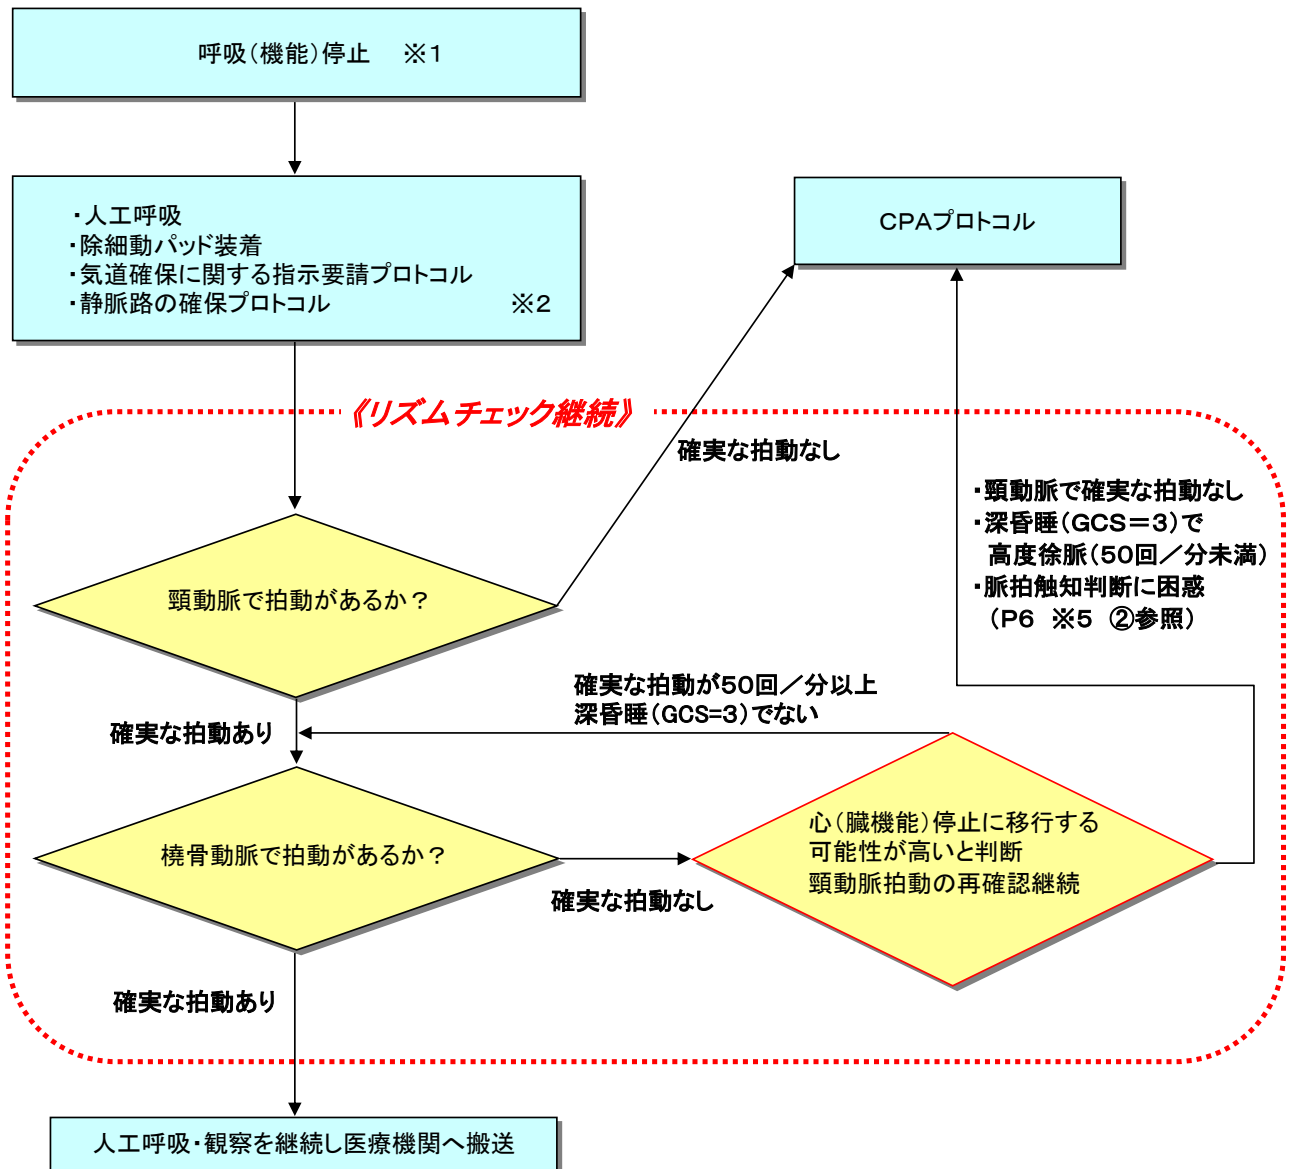 呼吸（機能）停止　※１
・人工呼吸
・除細動パッド装着
・気道確保に関する指示要請プロトコル
・静脈路の確保プロトコル　※２
CPAプロトコル
《リズムチェック継続》
確実な拍動なし
・頸動脈で確実な拍動なし
・深昏睡（GCS＝3）で
高度徐脈（50回／分未満）
・脈拍触知判断に困惑
（P6　※5　②参照）
頸動脈で拍動があるか？
確実な拍動が50回／分以上
深昏睡（GCS=3）でない
確実な拍動あり
橈骨動脈で拍動があるか？
確実な拍動なし
心（臓機能）停止に移行する
可能性が高いと判断
頸動脈拍動の再確認継続
確実な拍動あり
人工呼吸・観察を継続し医療機関へ搬送